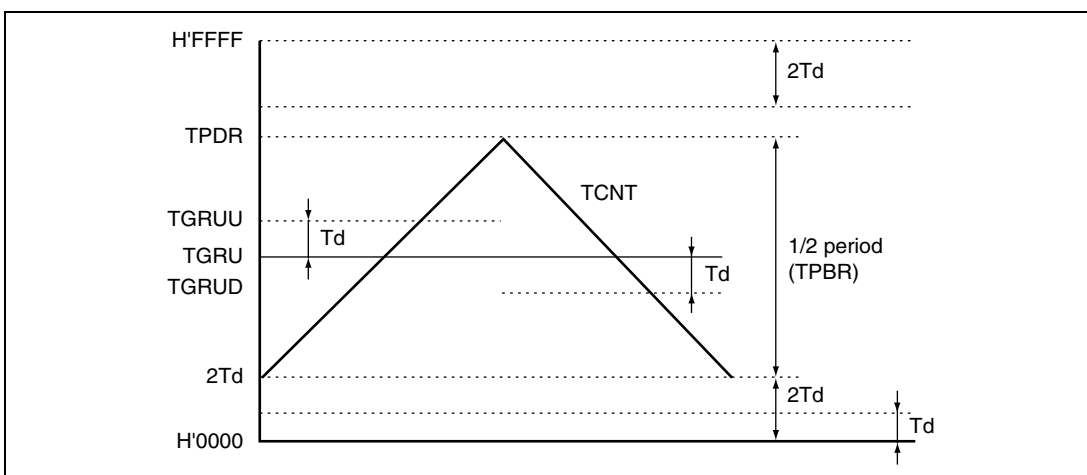 H'FFFF
2Td
TPDR
TCNT
TGRUU
Td
TGRU
1/2 period
(TPBR)
Td
TGRUD
2Td
2Td
Td
H'0000